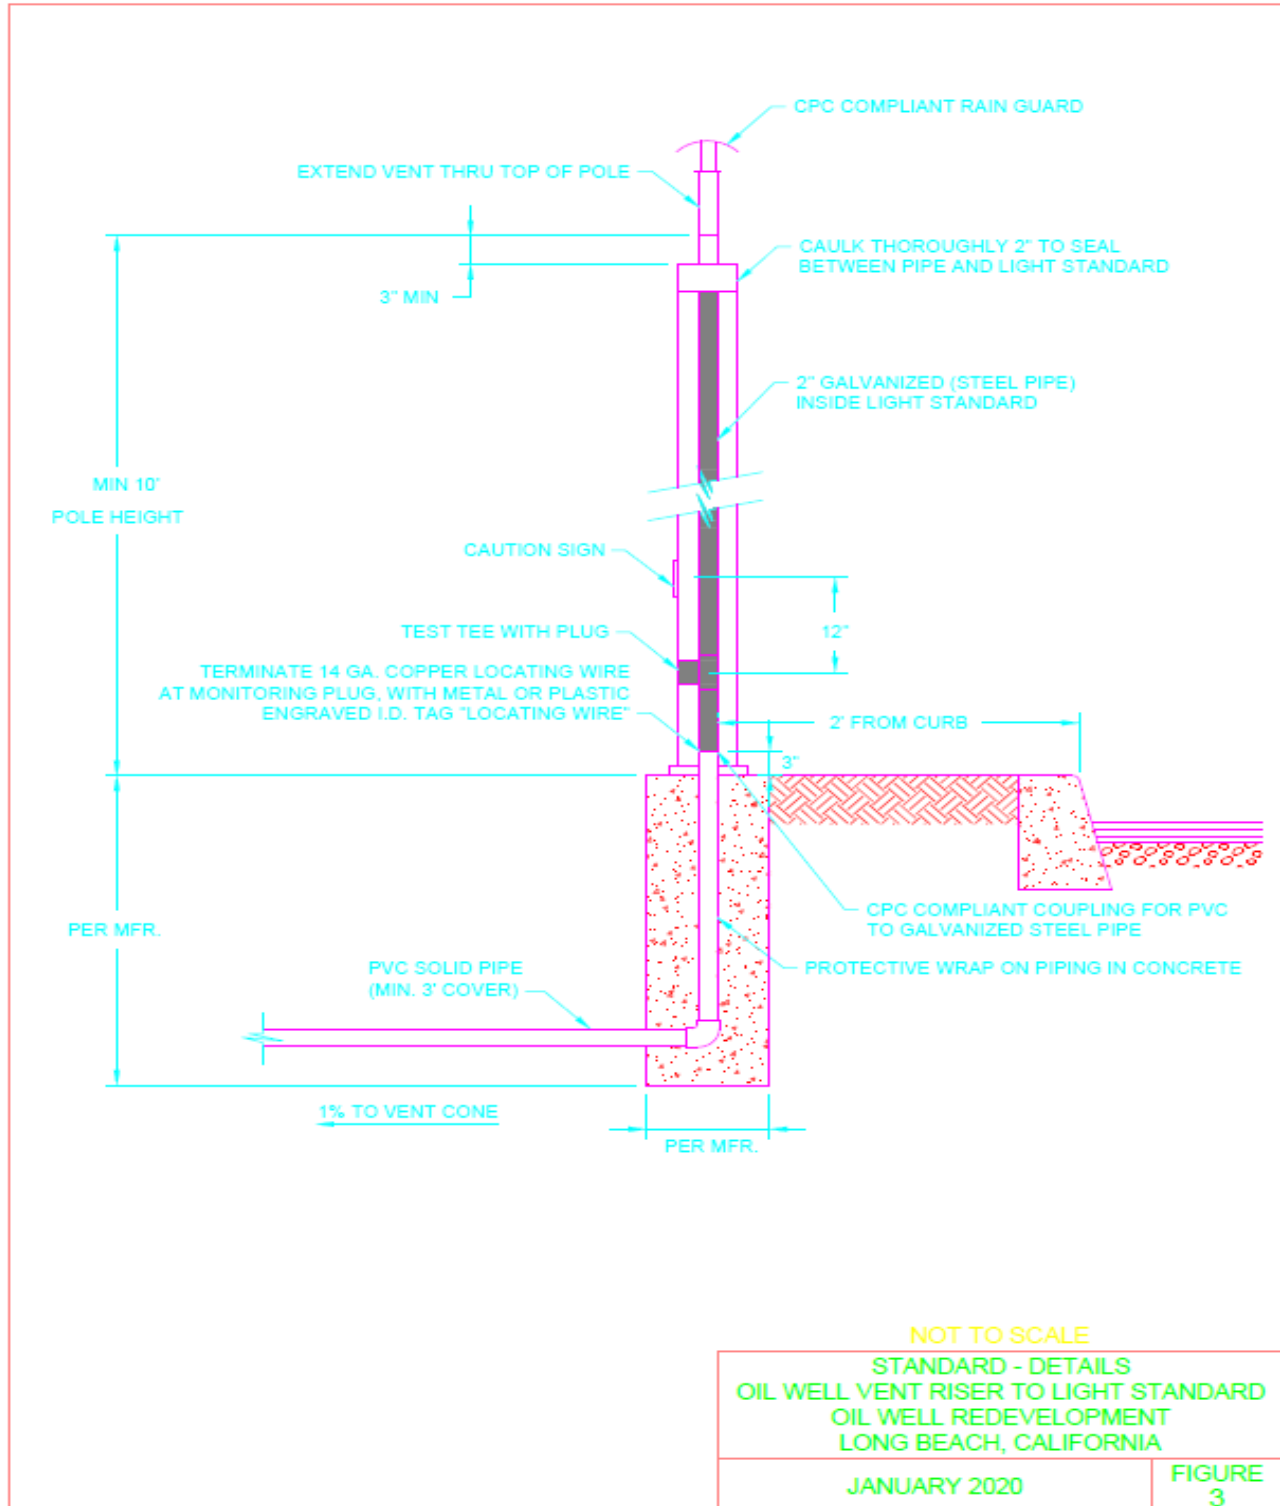 CPC COMPLIANT RAIN GUARD
EXTEND VENT THRU TOP OF POLE
CAULK THOROUGHLY 2" TO SEAL
BETWEEN PIPE AND LIGHT STANDARD
3" MIN
2" GALVANIZED (STEEL PIPE)
INSIDE LIGHT STANDARD
MIN 10'
POLE HEIGHT
CAUTION SIGN
TEST TEE WITH PLUG
12"
TERMINATE 14 GA. COPPER LOCATING WIRE
AT MONITORING PLUG, WITH METAL OR PLASTIC
ENGRAVED I.D. TAG "LOCATING WIRE"
2' FROM CURB
3"
CPC COMPLIANT COUPLING FOR PVC
TO GALVANIZED STEEL PIPE
PER MFR.
PROTECTIVE WRAP ON PIPING IN CONCRETE
PVC SOLID PIPE
(MIN. 3' COVER)
1% TO VENT CONE
PER MFR.
NOT TO SCALE
STANDARD - DETAILS
OIL WELL VENT RISER TO LIGHT STANDARD
OIL WELL REDEVELOPMENT
LONG BEACH, CALIFORNIA
JANUARY 2020
FIGURE
3